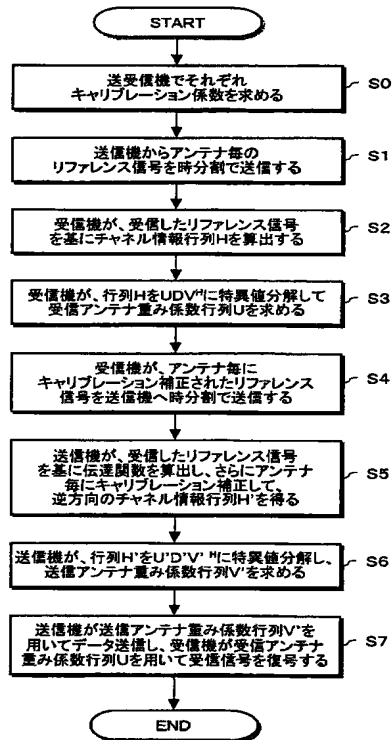 START
送受信機でそれぞれ
キャリブレーション係数を求める
S0
送信機からアンテナ毎の
リファレンス信号を時分割で送信する
S1
受信機が、受信したリファレンス信号
を基にチャネル情報行列Hを算出する
S2
受信機が、行列HをUDVᴴに特異値分解して
受信アンテナ重み係数行列Uを求める
S3
受信機が、アンテナ毎に
キャリブレーション補正されたリファレンス
信号を送信機へ時分割で送信する
S4
送信機が、受信したリファレンス信号
を基に伝達関数を算出し、さらにアンテナ
毎にキャリブレーション補正して、
逆方向のチャネル情報行列H'を得る
S5
送信機が、行列H'をU'D'V'ᴴに特異値分解し、
送信アンテナ重み係数行列V'を求める
S6
送信機が送信アンテナ重み係数行列V'を
用いてデータ送信し、受信機が受信アンテナ
重み係数行列Uを用いて受信信号を復号する
S7
END